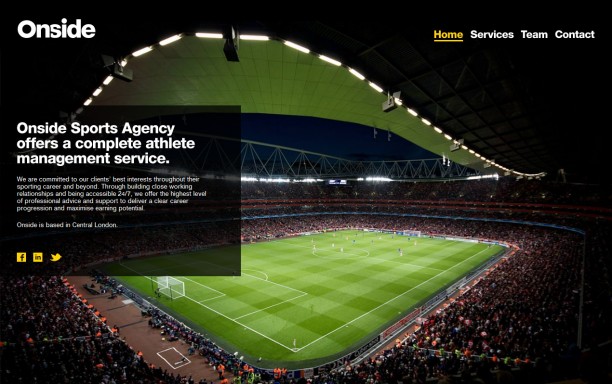 Onside
Home Services Team Contact
Onside Sports Agency
offers a complete athlete
management service.
We are committed to our clients' best interests throughout their
sporting career and beyond. Through building close working
relationships and being accessible 24/7, we offer the highest level
of professional advice and support to deliver a clear career
progression and maximise earning potential.
Onside is based in Central London.